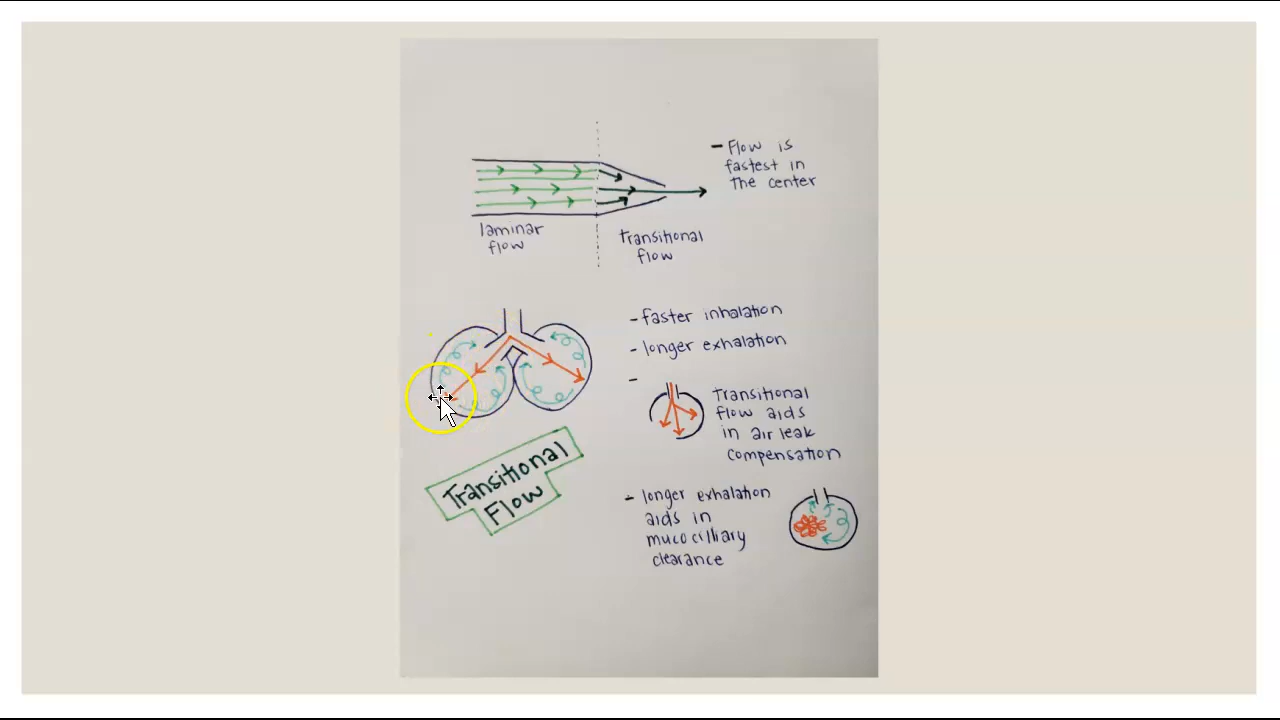 - Flow is
fastest in
the center
laminar
flow
transitional
flow
- faster inhalation
- longer exhalation
-
Transitional
flow aids
in air leak
compensation
Transitional
Flow
- longer exhalation
aids in
mucociliary
clearance